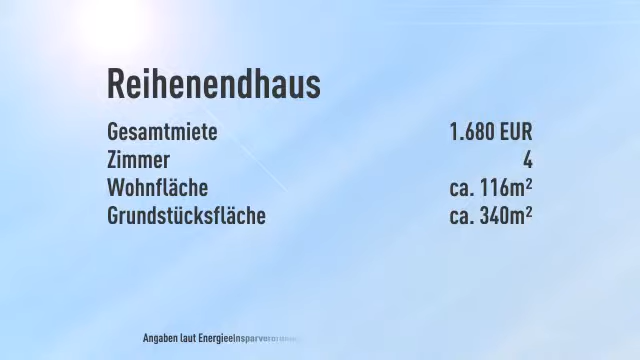 Reihenendhaus
Gesamtmiete 1.680 EUR
Zimmer 4
Wohnfläche ca. 116m²
Grundstücksfläche ca. 340m²
Angaben laut Energieeinsparverordnung